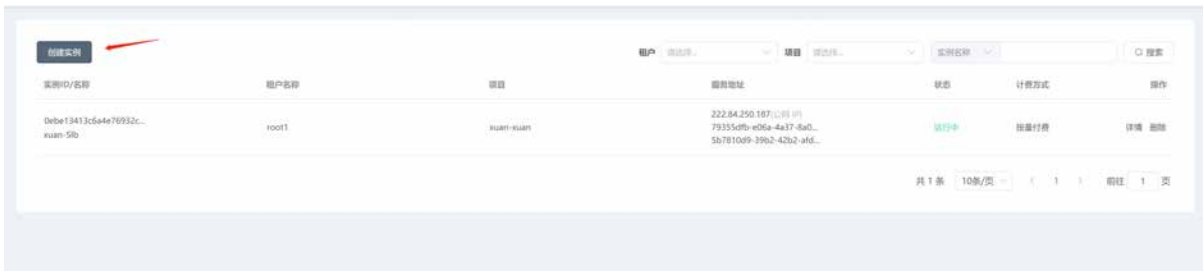 创建实例
租户 请选择... 项目 请选择... 实例名称 搜索
实例ID/名称 租户名称 项目 服务地址 状态 计费方式 操作
0ebe13413c6a4e76932c...
xuan-Slb
root1
xuan-xuan
222.84.250.187(公网 IP)
79355dfb-e06a-4a37-8a0...
5b7810d9-39b2-42b2-afd...
运行中
按量付费
详情 删除
共 1 条 10条/页 1 前往 1 页